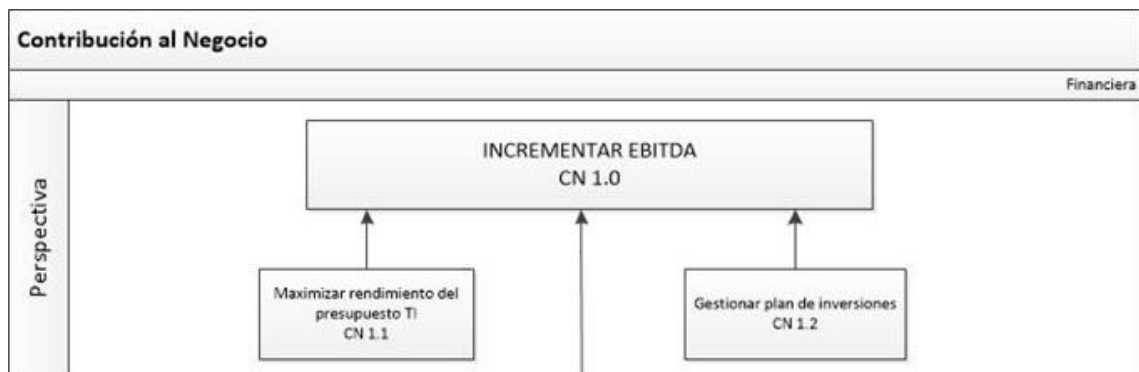 Contribución al Negocio
Financiera
Perspectiva
INCREMENTAR EBITDA
CN 1.0
Maximizar rendimiento del
presupuesto TI
CN 1.1
Gestionar plan de inversiones
CN 1.2